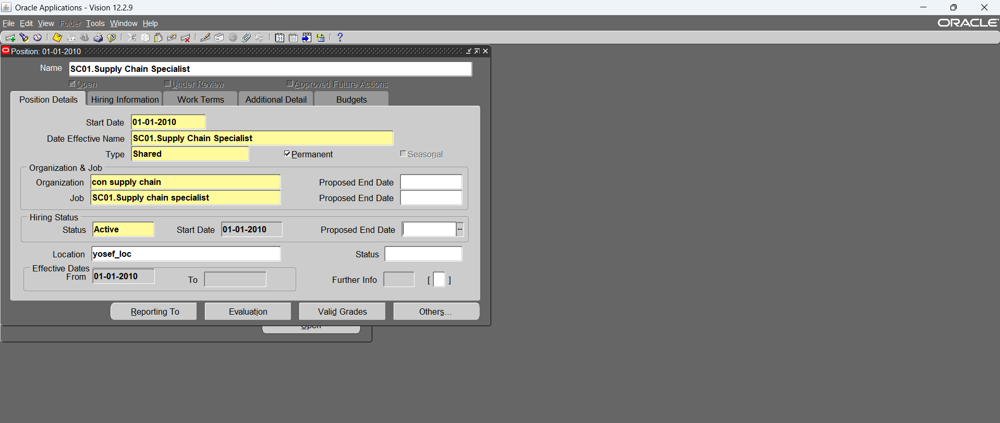 Oracle Applications - Vision 12.2.9
File Edit View Folder Tools Window Help
ORACLE
Position: 01-01-2010
Name SC01.Supply Chain Specialist
Open Under Review Approved Future Actions
Position Details Hiring Information Work Terms Additional Detail Budgets
Start Date 01-01-2010
Date Effective Name SC01.Supply Chain Specialist
Type Shared Permanent Seasonal
Organization & Job
Organization con supply chain Proposed End Date
Job SC01.Supply chain specialist Proposed End Date
Hiring Status
Status Active Start Date 01-01-2010 Proposed End Date ...
Location yosef_loc Status
Effective Dates
From 01-01-2010 To Further Info [ ]
Reporting To Evaluation Valid Grades Others...
Open